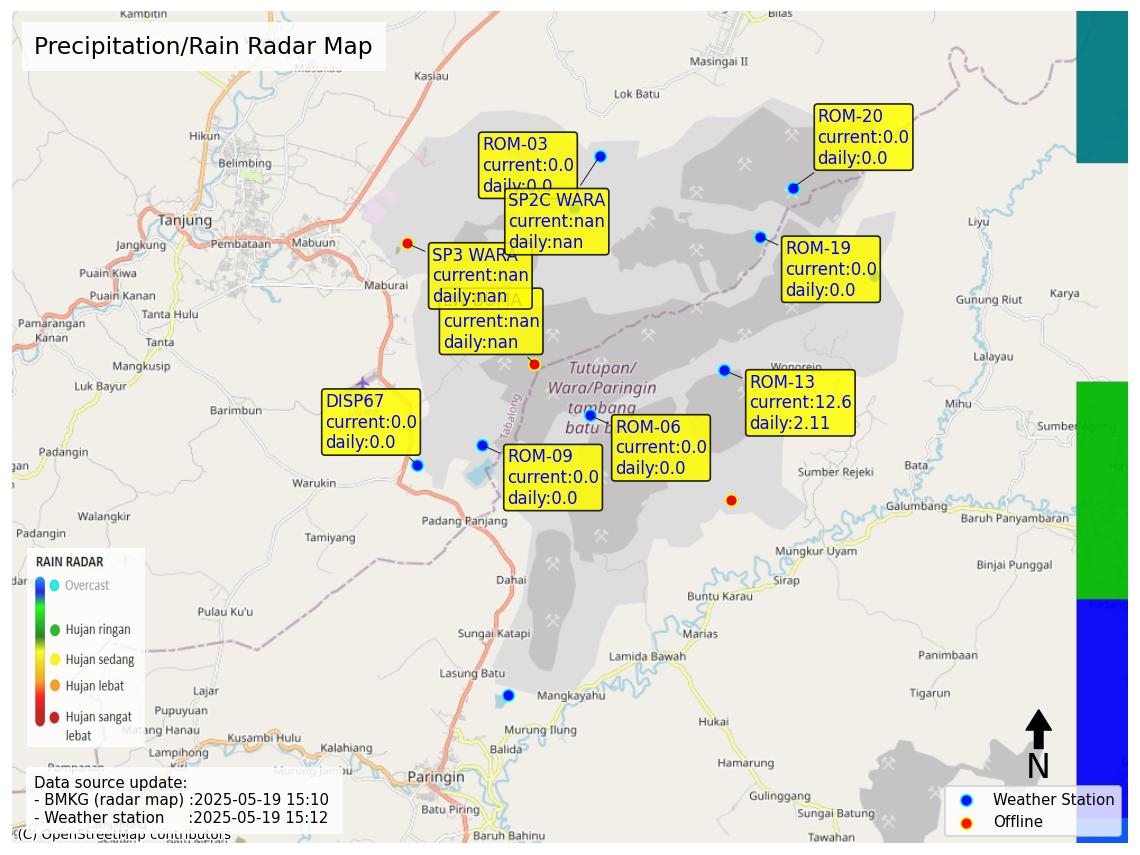 Precipitation/Rain Radar Map
Kambitin
Bilas
Masingai II
Kasiau
Lok Batu
Hikun
Belimbing
Tanjung
Jangkung
Pembataan
Mabuun
Puain Kiwa
Puain Kanan
Maburai
Tanta Hulu
Pamarangan
Kanan
Tanta
Mangkusip
Luk Bayur
Barimbun
Liyu
Gunung Riut
Karya
Lalayau
Mihu
Sumber Agung
Wonorejo
Sumber Rejeki
Bata
Galumbang
Baruh Panyambaran
Mungkur Uyam
Binjai Punggal
Sirap
Buntu Karau
ROM-03
current:0.0
daily:0.0
SP2C WARA
current:nan
daily:nan
ROM-20
current:0.0
daily:0.0
ROM-19
current:0.0
daily:0.0
SP3 WARA
current:nan
daily:nan
current:nan
daily:nan
Tutupan/
Wara/Paringin
tambang
batu
Tabalong
ROM-13
current:12.6
daily:2.11
DISP67
current:0.0
daily:0.0
ROM-06
current:0.0
daily:0.0
ROM-09
current:0.0
daily:0.0
Warukin
Walangkir
Padangin
Tamiyang
Padang Panjang
Dahai
Pulau Ku'u
Sungai Katapi
Marias
Lamida Bawah
Panimbaan
Lasung Batu
Mangkayahu
Tigarun
Lajar
Pupuyuan
Matang Hanau
Murung Ilung
Hukai
Lampihong
Kusambi Hulu
Kalahiang
Balida
Hamarung
Murung Jambu
Paringin
Gulinggang
Batu Piring
Sungai Batung
Baruh Bahinu
Tawahan
RAIN RADAR
Overcast
Hujan ringan
Hujan sedang
Hujan lebat
Hujan sangat
lebat
Data source update:
- BMKG (radar map) :2025-05-19 15:10
- Weather station :2025-05-19 15:12
(C) OpenStreetMap contributors
N
Weather Station
Offline